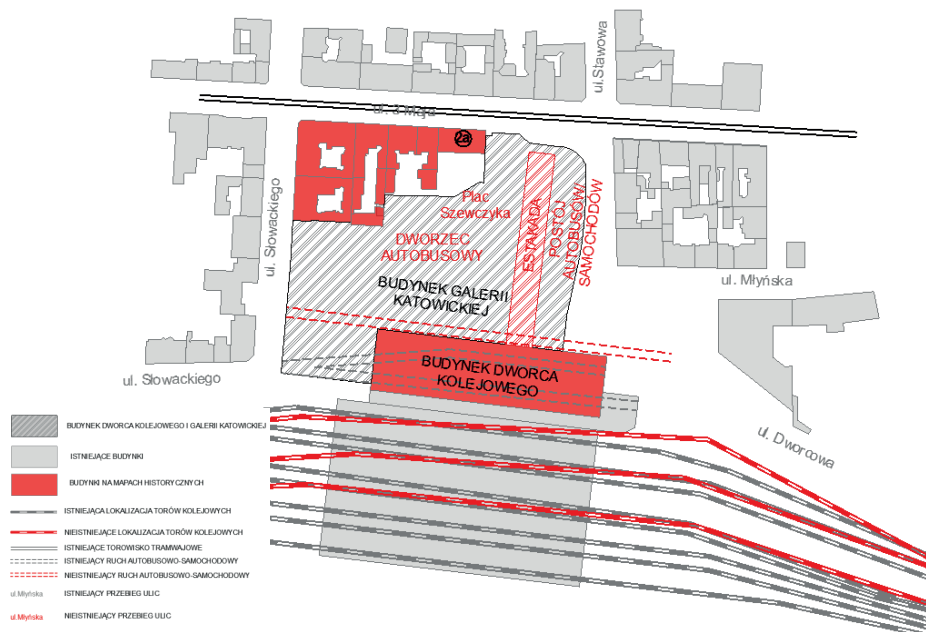 ul.Stawowa
ul. 3 Maja
2a
Plac
Szewczyka
ESTAKADA
POSTÓJ
AUTOBUSÓW/
SAMOCHODÓW
DWORZEC
AUTOBUSOWY
ul. Słowackiego
BUDYNEK GALERII
KATOWICKIEJ
ul. Młyńska
BUDYNEK DWORCA
KOLEJOWEGO
ul. Słowackiego
ul. Dworcowa
BUDYNEK DWORCA KOLEJOWEGO I GALERII KATOWICKIEJ
ISTNIEJĄCE BUDYNKI
BUDYNKI NA MAPACH HISTORYCZNYCH
ISTNIEJĄCA LOKALIZACJA TORÓW KOLEJOWYCH
NIEISTNIEJĄCE LOKALIZACJA TORÓW KOLEJOWYCH
ISTNIEJĄCE TOROWISKO TRAMWAJOWE
ISTNIEJĄCY RUCH AUTOBUSOWO-SAMOCHODOWY
NIEISTNIEJĄCY RUCH AUTOBUSOWO-SAMOCHODOWY
ul.Młyńska ISTNIEJĄCY PRZEBIEG ULIC
ul.Młyńska NIEISTNIEJĄCY PRZEBIEG ULIC